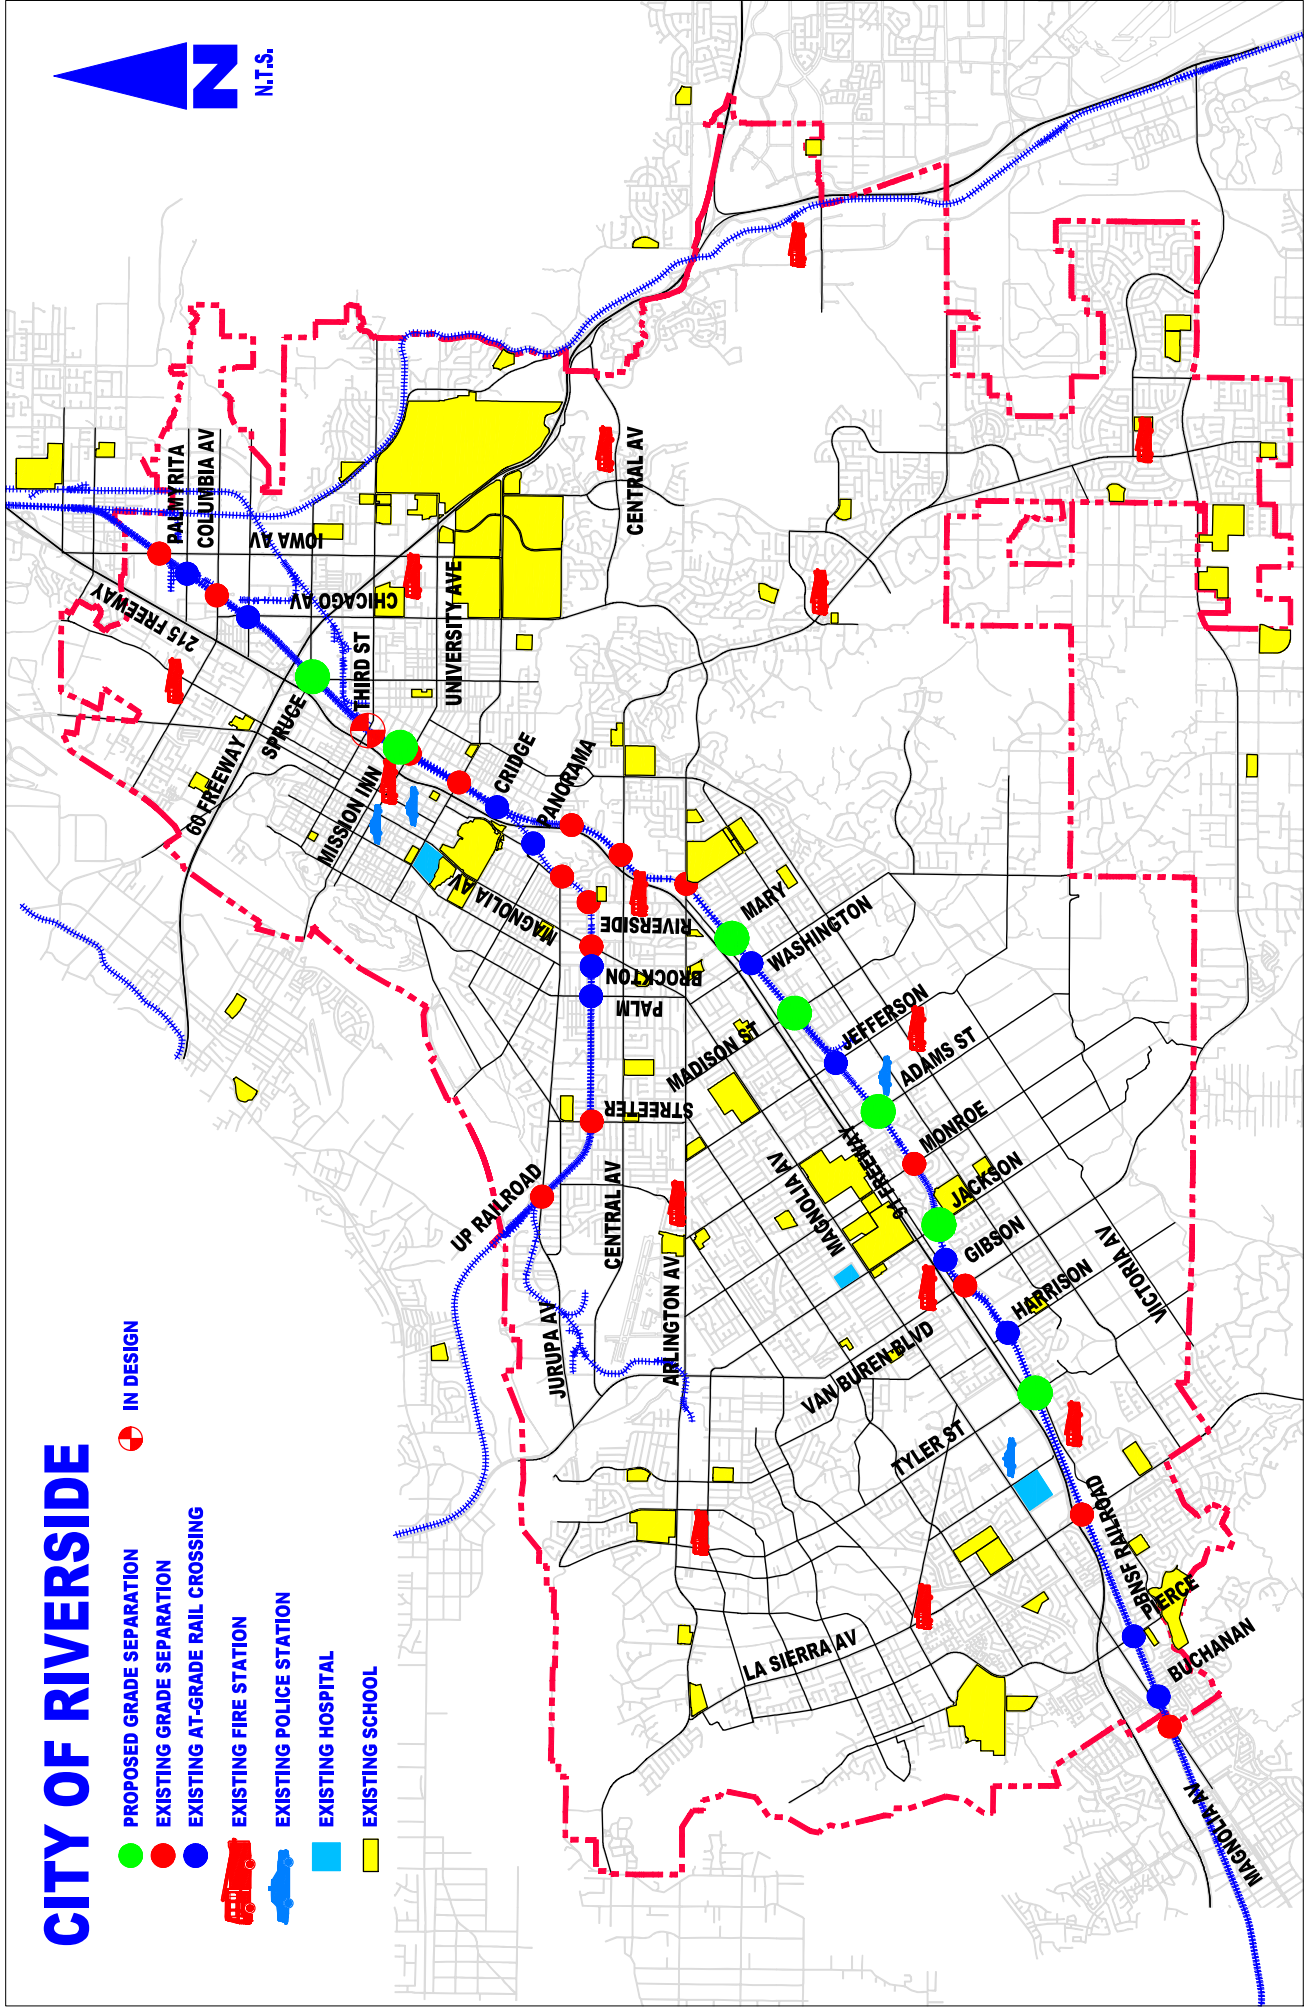 CITY OF RIVERSIDE
N
N.T.S.
PROPOSED GRADE SEPARATION
IN DESIGN
EXISTING GRADE SEPARATION
EXISTING AT-GRADE RAIL CROSSING
EXISTING FIRE STATION
EXISTING POLICE STATION
EXISTING HOSPITAL
EXISTING SCHOOL
PALMYRITA
COLUMBIA AV
IOWA AV
CHICAGO AV
215 FREEWAY
THIRD ST
UNIVERSITY AVE
SPRUCE
60 FREEWAY
MISSION INN
CRIDGE
PANORAMA
CENTRAL AV
MAGNOLIA AV
RIVERSIDE
BROCKTON
PALM
MARY
WASHINGTON
MADISON ST
JEFFERSON
ADAMS ST
STREETER
MONROE
JACKSON
UP RAILROAD
CENTRAL AV
MAGNOLIA AV
91 FREEWAY
GIBSON
HARRISON
VICTORIA AV
JURUPA AV
ARLINGTON AV
VAN BUREN BLVD
TYLER ST
BNSF RAILROAD
PIERCE
LA SIERRA AV
BUCHANAN
MAGNOLIA AV